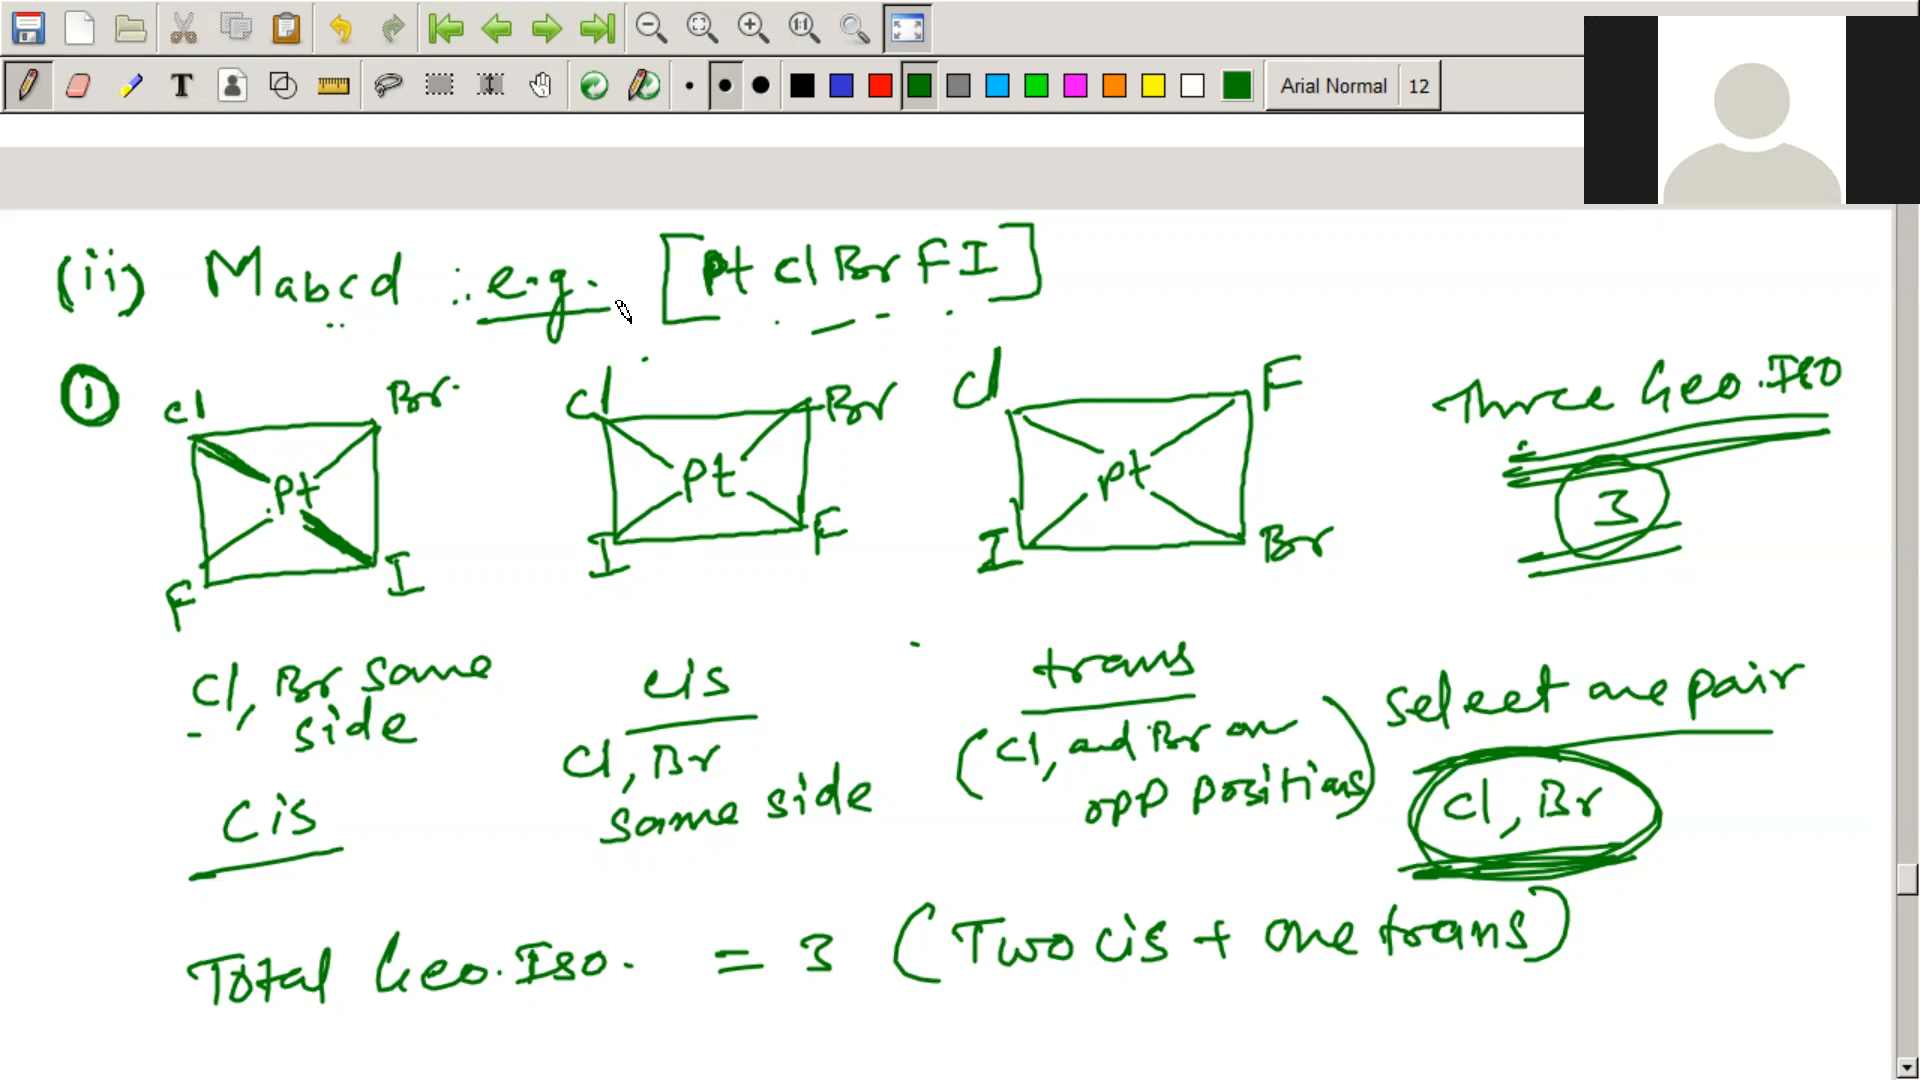 Arial Normal 12
(ii) Mabcd : e.g. [Pt Cl Br F I]
1
Cl Br
Pt
F I
Cl Br
Pt
I F
Cl F
Pt
I Br
Three Geo. Iso
3
Cl, Br same
side
cis
cis
Cl, Br
same side
trans
(Cl, and Br on
opp positions)
select one pair
Cl, Br
Total Geo. Iso. = 3 (Two cis + one trans)